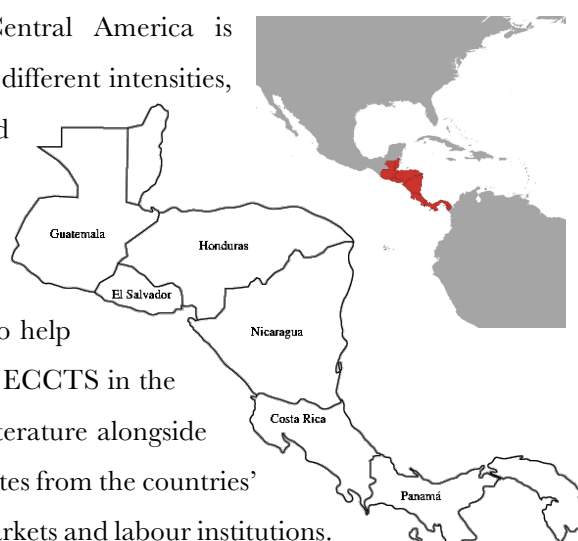 Central America is
different intensities,
Guatemala
Honduras
El Salvador
o help
Nicaragua
ECCTS in the
Costa Rica
terature alongside
tes from the countries’
Panamá
rkets and labour institutions.